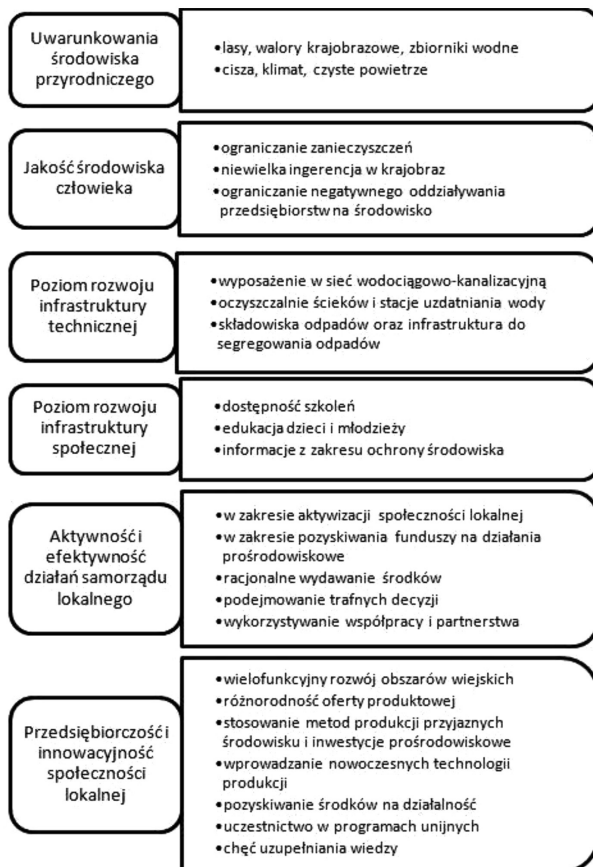 Uwarunkowania
środowiska
przyrodniczego
•lasy, walory krajobrazowe, zbiorniki wodne
•cisza, klimat, czyste powietrze
Jakość środowiska
człowieka
•ograniczanie zanieczyszczeń
•niewielka ingerencja w krajobraz
•ograniczanie negatywnego oddziaływania
przedsiębiorstw na środowisko
Poziom rozwoju
infrastruktury
technicznej
•wyposażenie w sieć wodociągowo-kanalizacyjną
•oczyszczalnie ścieków i stacje uzdatniania wody
•składowiska odpadów oraz infrastruktura do
segregowania odpadów
Poziom rozwoju
infrastruktury
społecznej
•dostępność szkoleń
•edukacja dzieci i młodzieży
•informacje z zakresu ochrony środowiska
Aktywność i
efektywność
działań samorządu
lokalnego
•w zakresie aktywizacji społeczności lokalnej
•w zakresie pozyskiwania funduszy na działania
prośrodowiskowe
•racjonalne wydawanie środków
•podejmowanie trafnych decyzji
•wykorzystywanie współpracy i partnerstwa
Przedsiębiorczość i
innowacyjność
społeczności
lokalnej
•wielofunkcyjny rozwój obszarów wiejskich
•różnorodność oferty produktowej
•stosowanie metod produkcji przyjaznych
środowisku i inwestycje prośrodowiskowe
•wprowadzanie nowoczesnych technologii
produkcji
•pozyskiwanie środków na działalność
•uczestnictwo w programach unijnych
•chęć uzupełniania wiedzy